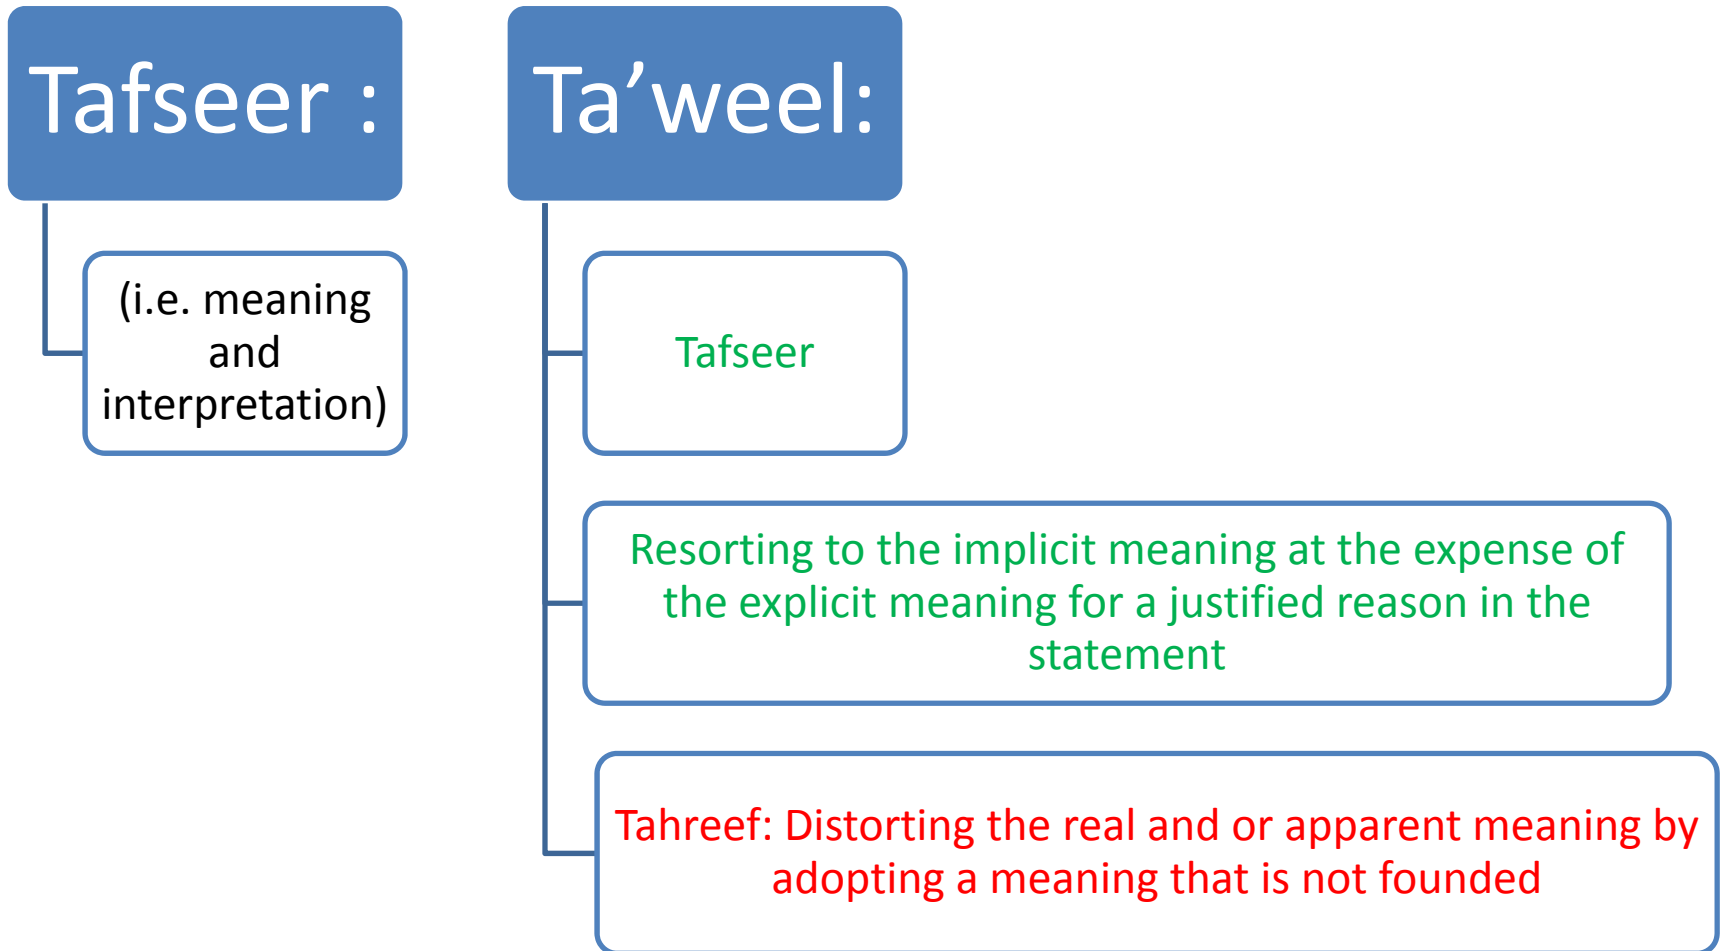 Tafseer :
(i.e. meaning
and
interpretation)
Ta’weel:
Tafseer
Resorting to the implicit meaning at the expense of
the explicit meaning for a justified reason in the
statement
Tahreef: Distorting the real and or apparent meaning by
adopting a meaning that is not founded